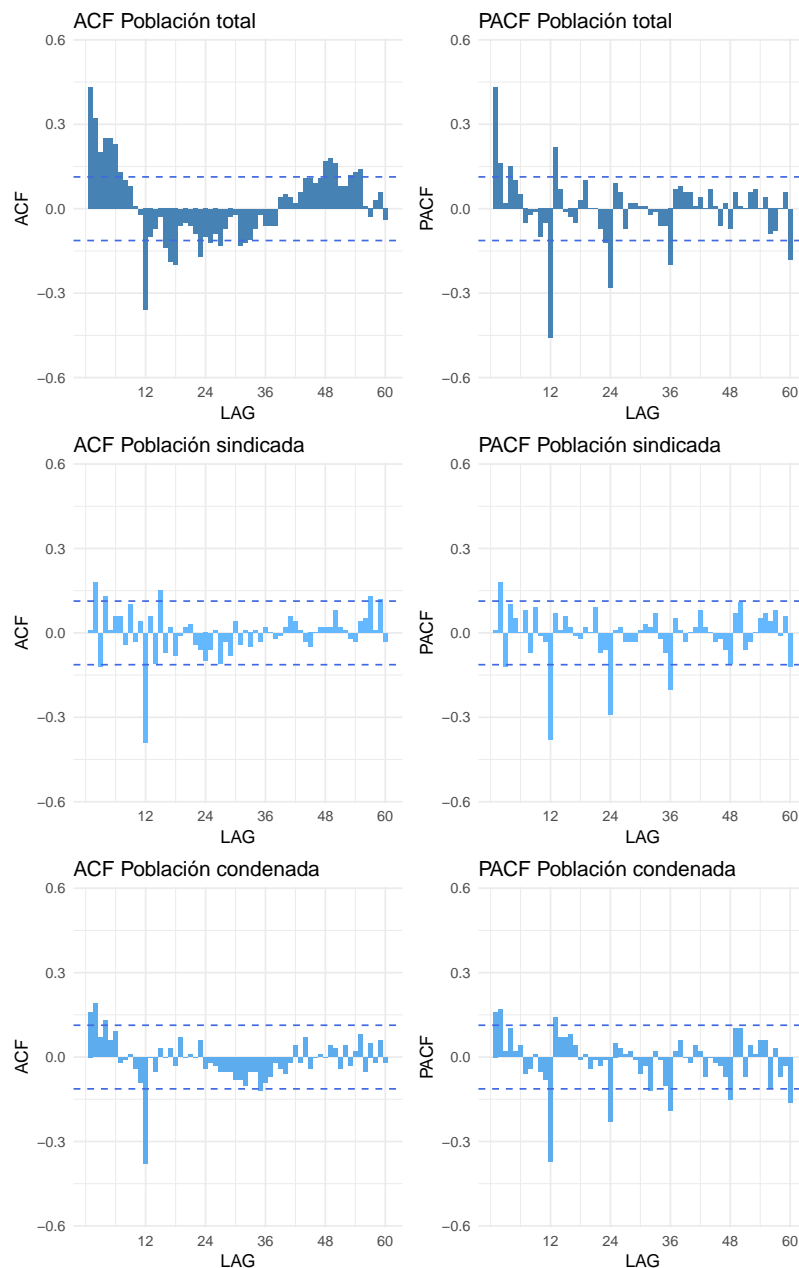 ACF Población total
0.6
0.3
0.0
−0.3
−0.6
ACF
12 24 36 48 60
LAG
PACF Población total
0.6
0.3
0.0
−0.3
−0.6
PACF
12 24 36 48 60
LAG
ACF Población sindicada
0.6
0.3
0.0
−0.3
−0.6
ACF
12 24 36 48 60
LAG
PACF Población sindicada
0.6
0.3
0.0
−0.3
−0.6
PACF
12 24 36 48 60
LAG
ACF Población condenada
0.6
0.3
0.0
−0.3
−0.6
ACF
12 24 36 48 60
LAG
PACF Población condenada
0.6
0.3
0.0
−0.3
−0.6
PACF
12 24 36 48 60
LAG